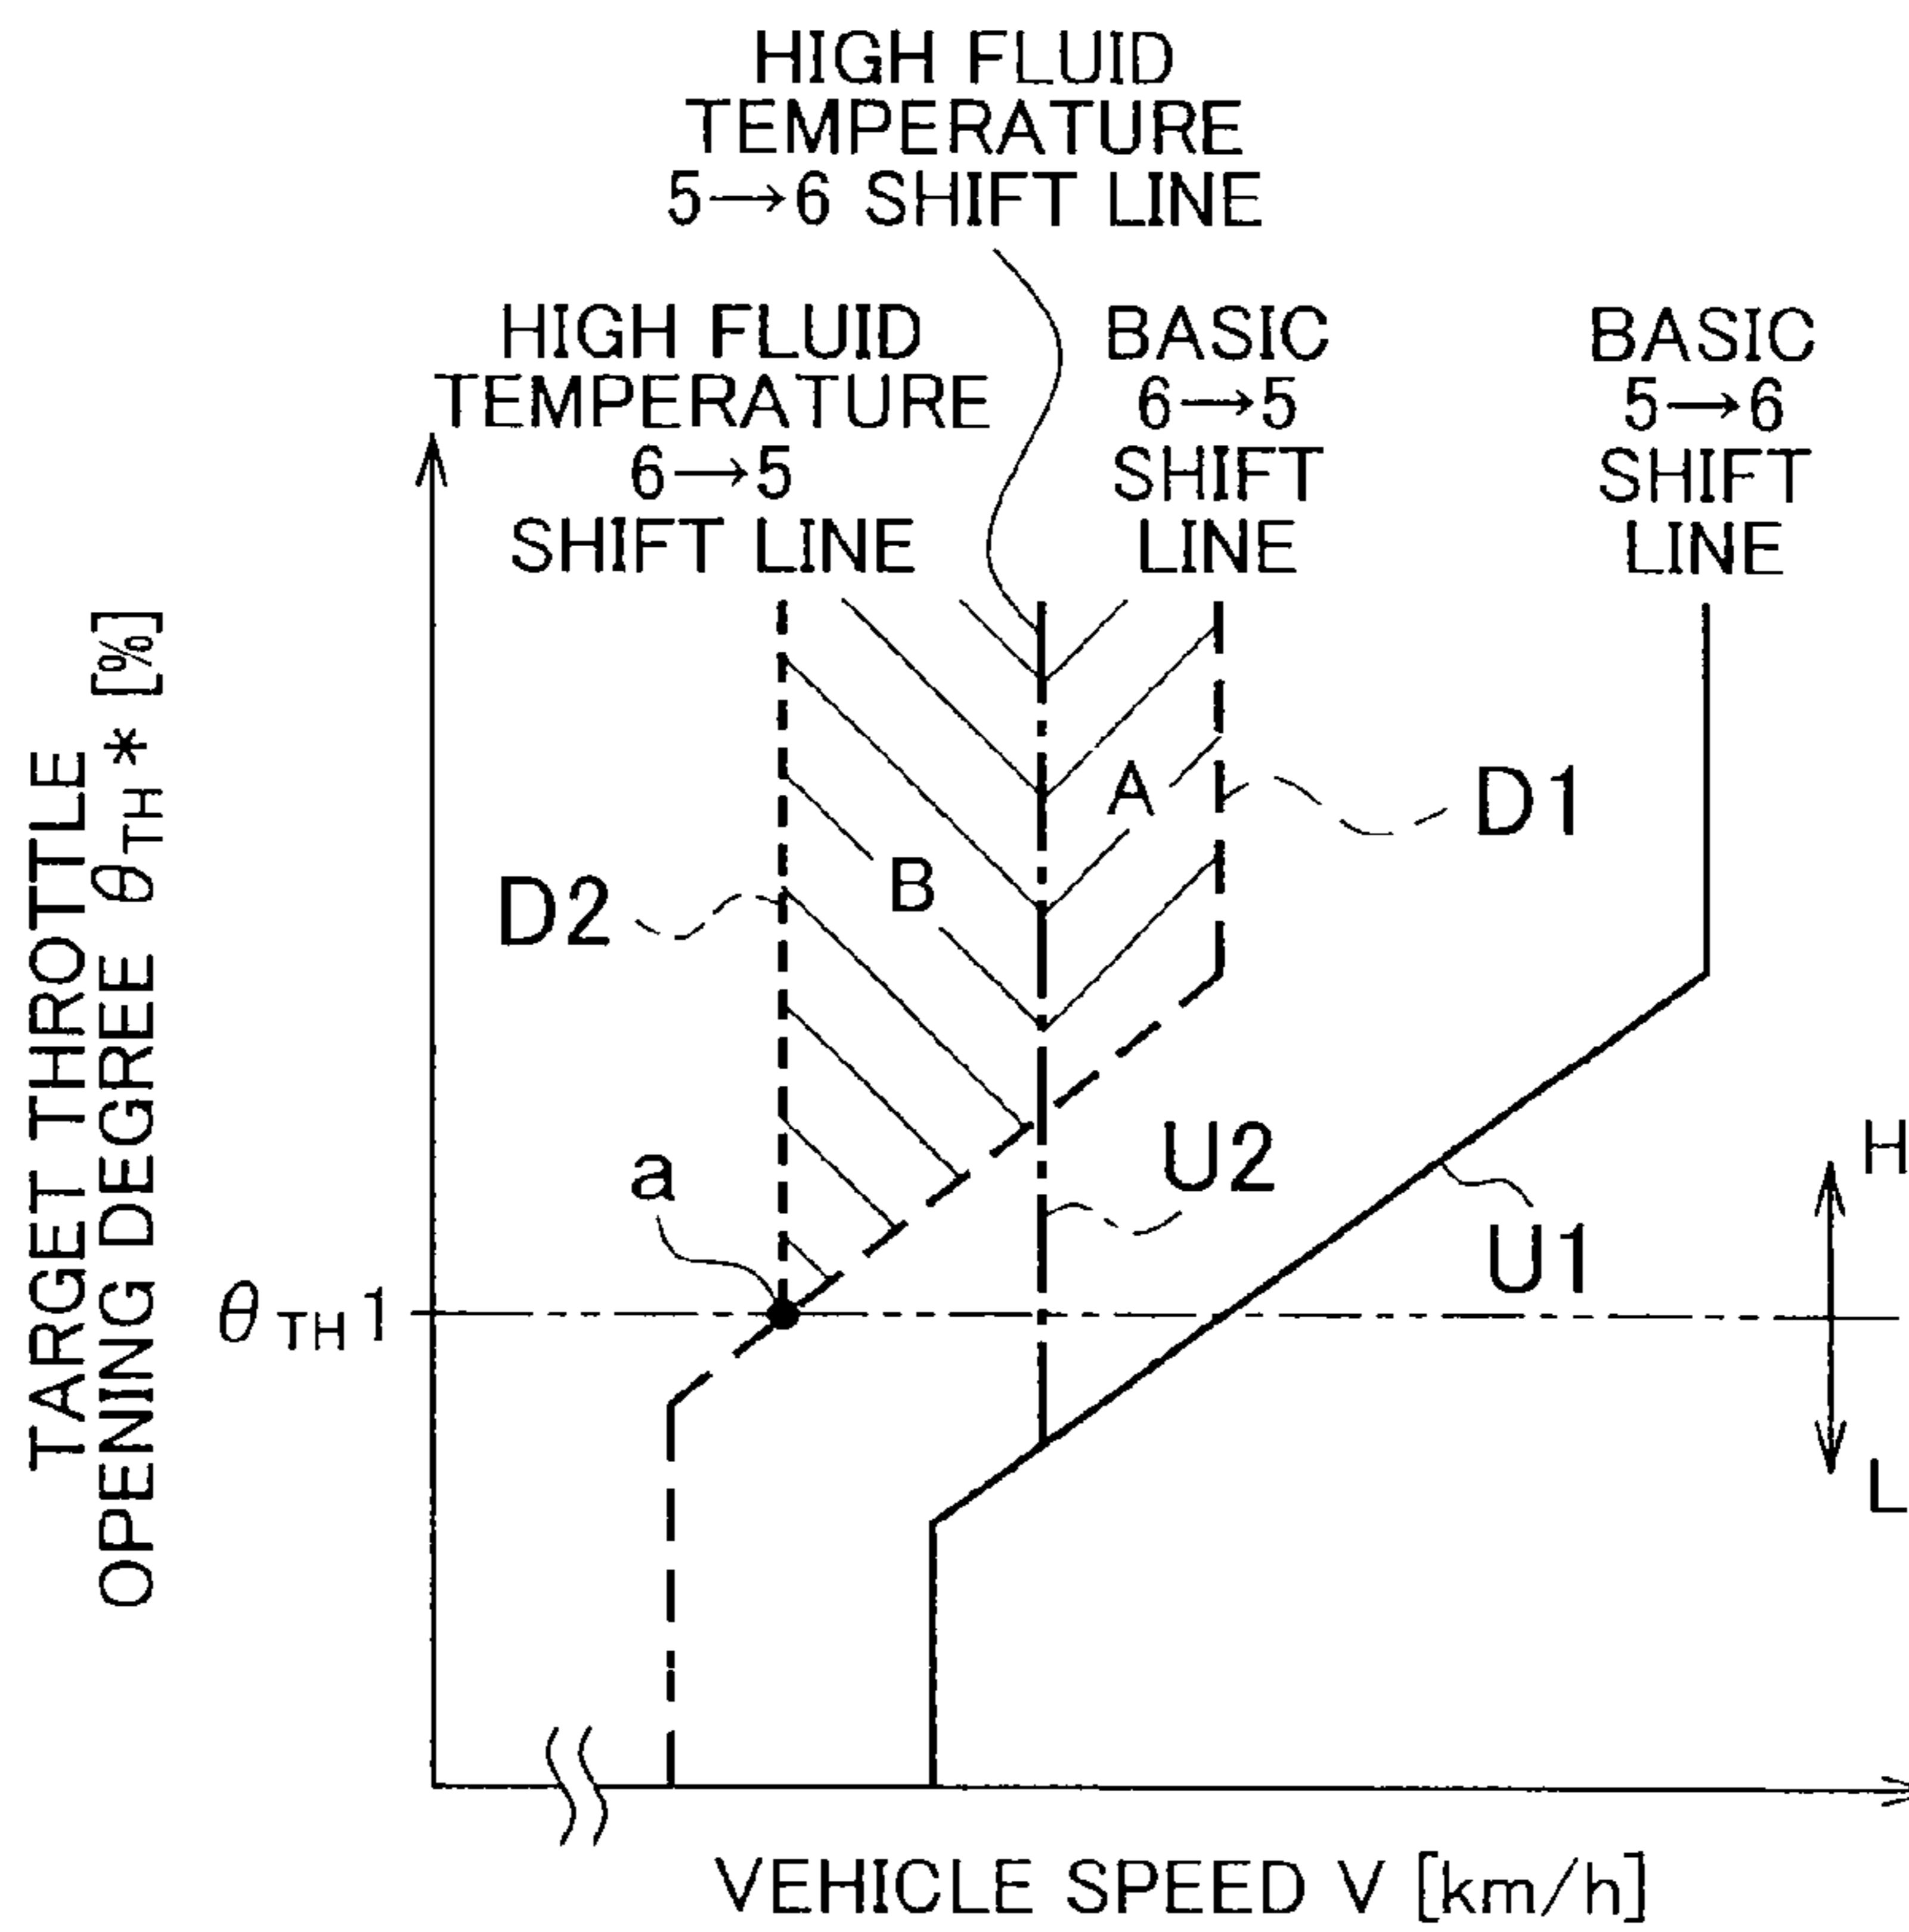 HIGH FLUID
TEMPERATURE
5→6 SHIFT LINE
HIGH FLUID
TEMPERATURE
6→5
SHIFT LINE
BASIC
6→5
SHIFT
LINE
BASIC
5→6
SHIFT
LINE
TARGET THROTTLE
OPENING DEGREE θTH* [%]
A
B
D1
D2
a
U2
U1
H
L
θTH1
VEHICLE SPEED V [km/h]